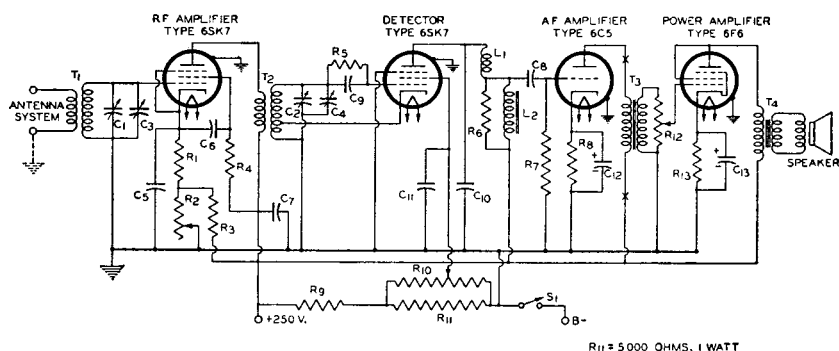 RF AMPLIFIER
TYPE 6SK7
DETECTOR
TYPE 6SK7
AF AMPLIFIER
TYPE 6C5
POWER AMPLIFIER
TYPE 6F6
T1
ANTENNA
SYSTEM
C1
C3
C6
R1
R4
C5
R2
R3
C7
T2
R5
C2
C4
C9
L1
C8
R6
L2
C11
C10
R7
R8
+
-
C12
T3
R12
R13
+
-
C13
T4
SPEAKER
R9
R10
R11
S1
+250 V.
B-
R11 = 5000 OHMS, 1 WATT